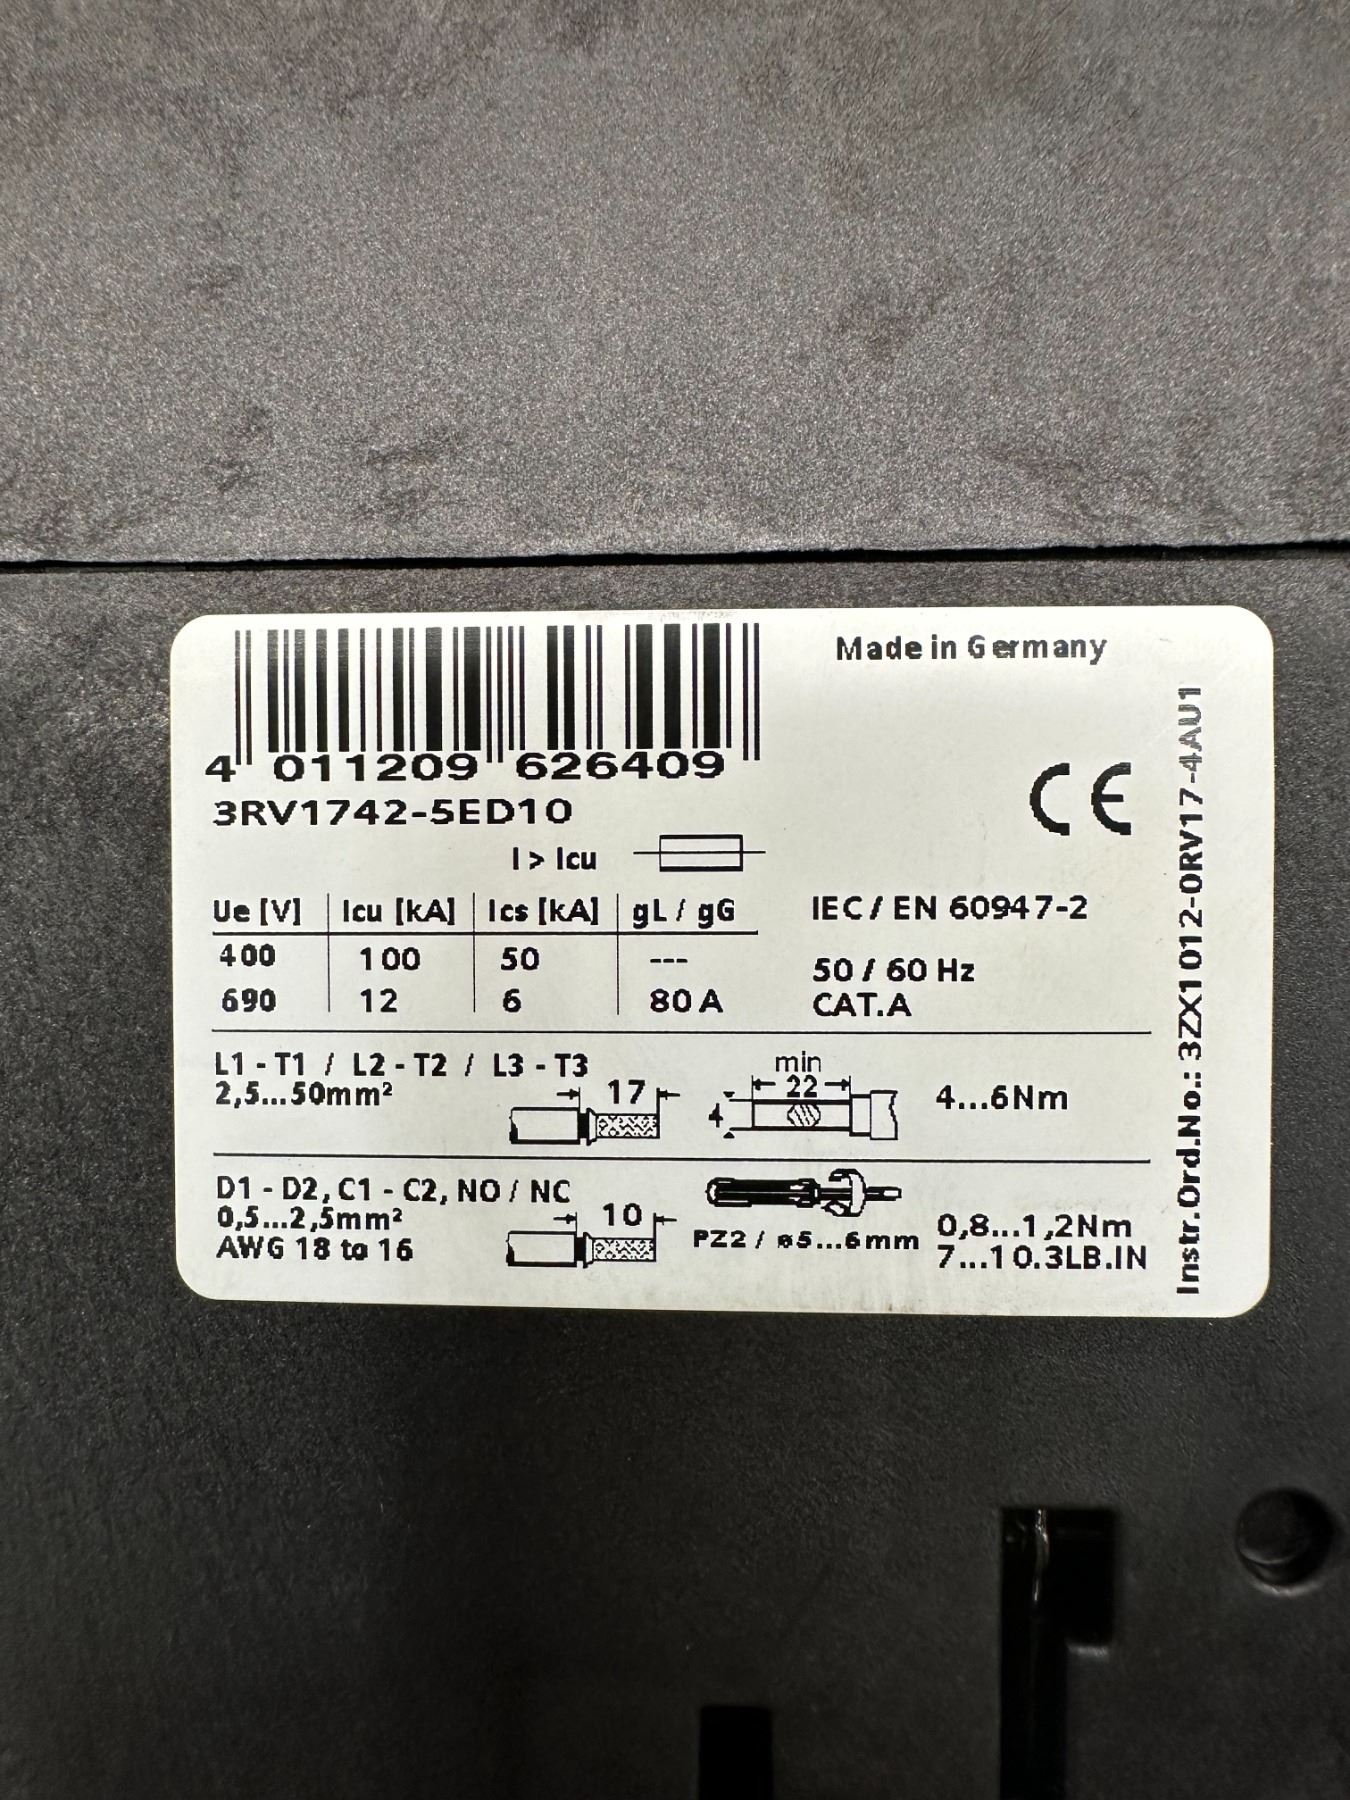 Made in Germany
4 011209 626409
3RV1742-5ED10
CE
I > Icu
Ue [V] Icu [kA] Ics [kA] gL / gG
400 100 50 ---
690 12 6 80 A
IEC / EN 60947-2
50 / 60 Hz
CAT.A
L1 - T1 / L2 - T2 / L3 - T3
2,5...50mm²
17
min
22
4
4...6Nm
D1 - D2, C1 - C2, NO / NC
0,5...2,5mm²
AWG 18 to 16
10
PZ2 / ø5...6mm
0,8...1,2Nm
7...10.3LB.IN
Instr.Ord.No.: 3ZX1012-0RV17-4AU1